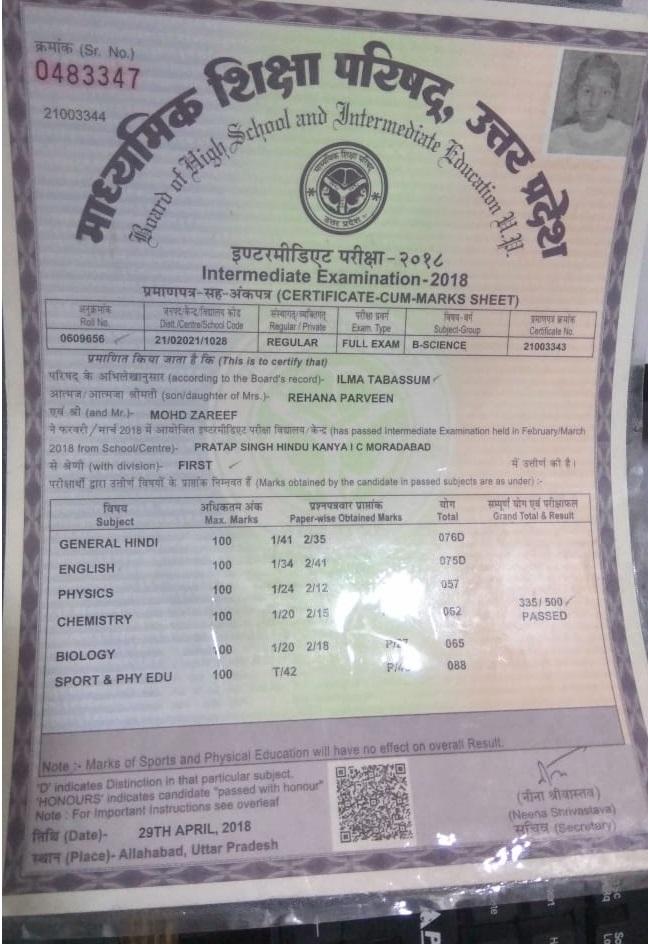 क्रमांक (Sr. No.)
0483347
21003344
माध्यमिक शिक्षा परिषद्, उत्तर प्रदेश
Board of High School and Intermediate Education U.P.
माध्यमिक शिक्षा परिषद्
उत्तर प्रदेश
इण्टरमीडिएट परीक्षा-२०१८
Intermediate Examination-2018
प्रमाणपत्र-सह-अंकपत्र (CERTIFICATE-CUM-MARKS SHEET)
अनुक्रमांक जनपद/केन्द्र/विद्यालय कोड संस्थागत/व्यक्तिगत परीक्षा प्रवर्ग विषय-वर्ग प्रमाणपत्र क्रमांक
Roll No. Distt./Centre/School Code Regular / Private Exam. Type Subject-Group Certificate No.
0609656 21/02021/1028 REGULAR FULL EXAM B-SCIENCE 21003343
प्रमाणित किया जाता है कि (This is to certify that)
परिषद के अभिलेखानुसार (according to the Board's record)- ILMA TABASSUM
आत्मज/आत्मजा श्रीमती (son/daughter of Mrs.)- REHANA PARVEEN
एवं श्री (and Mr.)- MOHD ZAREEF
ने फरवरी/मार्च 2018 में आयोजित इण्टरमीडिएट परीक्षा विद्यालय/केन्द्र (has passed Intermediate Examination held in February/March
2018 from School/Centre)- PRATAP SINGH HINDU KANYA I C MORADABAD
से श्रेणी (with division)- FIRST में उत्तीर्ण की है।
परीक्षार्थी द्वारा उत्तीर्ण विषयों के प्राप्तांक निम्नवत हैं (Marks obtained by the candidate in passed subjects are as under) :-
विषय अधिकतम अंक प्रश्नपत्रवार प्राप्तांक योग सम्पूर्ण योग एवं परीक्षाफल
Subject Max. Marks Paper-wise Obtained Marks Total Grand Total & Result
GENERAL HINDI 100 1/41 2/35 076D
ENGLISH 100 1/34 2/41 075D
PHYSICS 100 1/24 2/12 057
CHEMISTRY 100 1/20 2/15 062
335/500
PASSED
BIOLOGY 100 1/20 2/18 P/27 065
SPORT & PHY EDU 100 T/42 088
Note :- Marks of Sports and Physical Education will have no effect on overall Result.
'D' indicates Distinction in that particular subject.
'HONOURS' indicates candidate "passed with honour"
Note : For Important Instructions see overleaf
तिथि (Date)- 29TH APRIL, 2018
स्थान (Place)- Allahabad, Uttar Pradesh
(नीना श्रीवास्तव)
(Neena Shrivastava)
सचिव (Secretary)